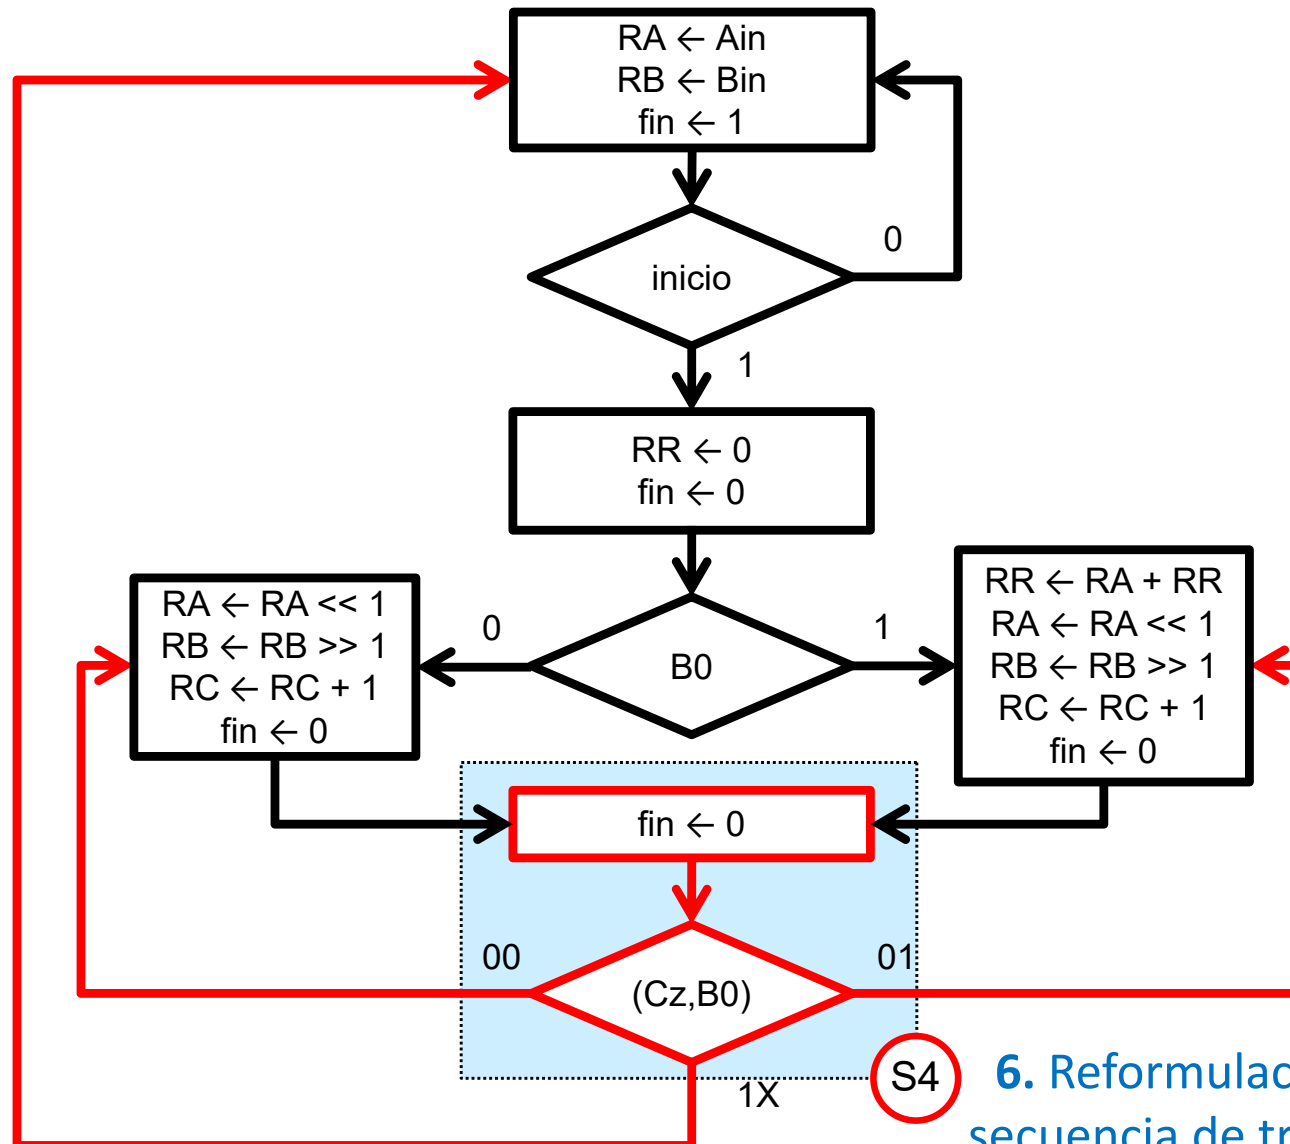 RA ← Ain
RB ← Bin
fin ← 1
inicio
0
1
RR ← 0
fin ← 0
B0
0
1
RA ← RA << 1
RB ← RB >> 1
RC ← RC + 1
fin ← 0
RR ← RA + RR
RA ← RA << 1
RB ← RB >> 1
RC ← RC + 1
fin ← 0
fin ← 0
00
01
(Cz,B0)
1X
S4
6.
secuencia de